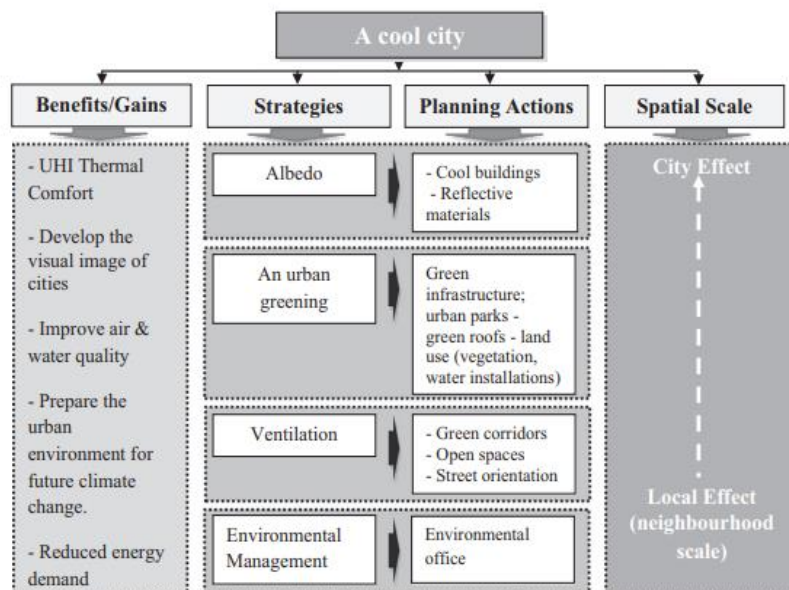 A cool city
Benefits/Gains
Strategies
Planning Actions
Spatial Scale
- UHI Thermal
Comfort
- Develop the
visual image of
cities
- Improve air &
water quality
- Prepare the
urban
environment for
future climate
change.
- Reduced energy
demand
Albedo
- Cool buildings
- Reflective
materials
An urban
greening
Green
infrastructure;
urban parks -
green roofs - land
use (vegetation,
water installations)
Ventilation
- Green corridors
- Open spaces
- Street orientation
Environmental
Management
Environmental
office
City Effect
Local Effect
(neighbourhood
scale)